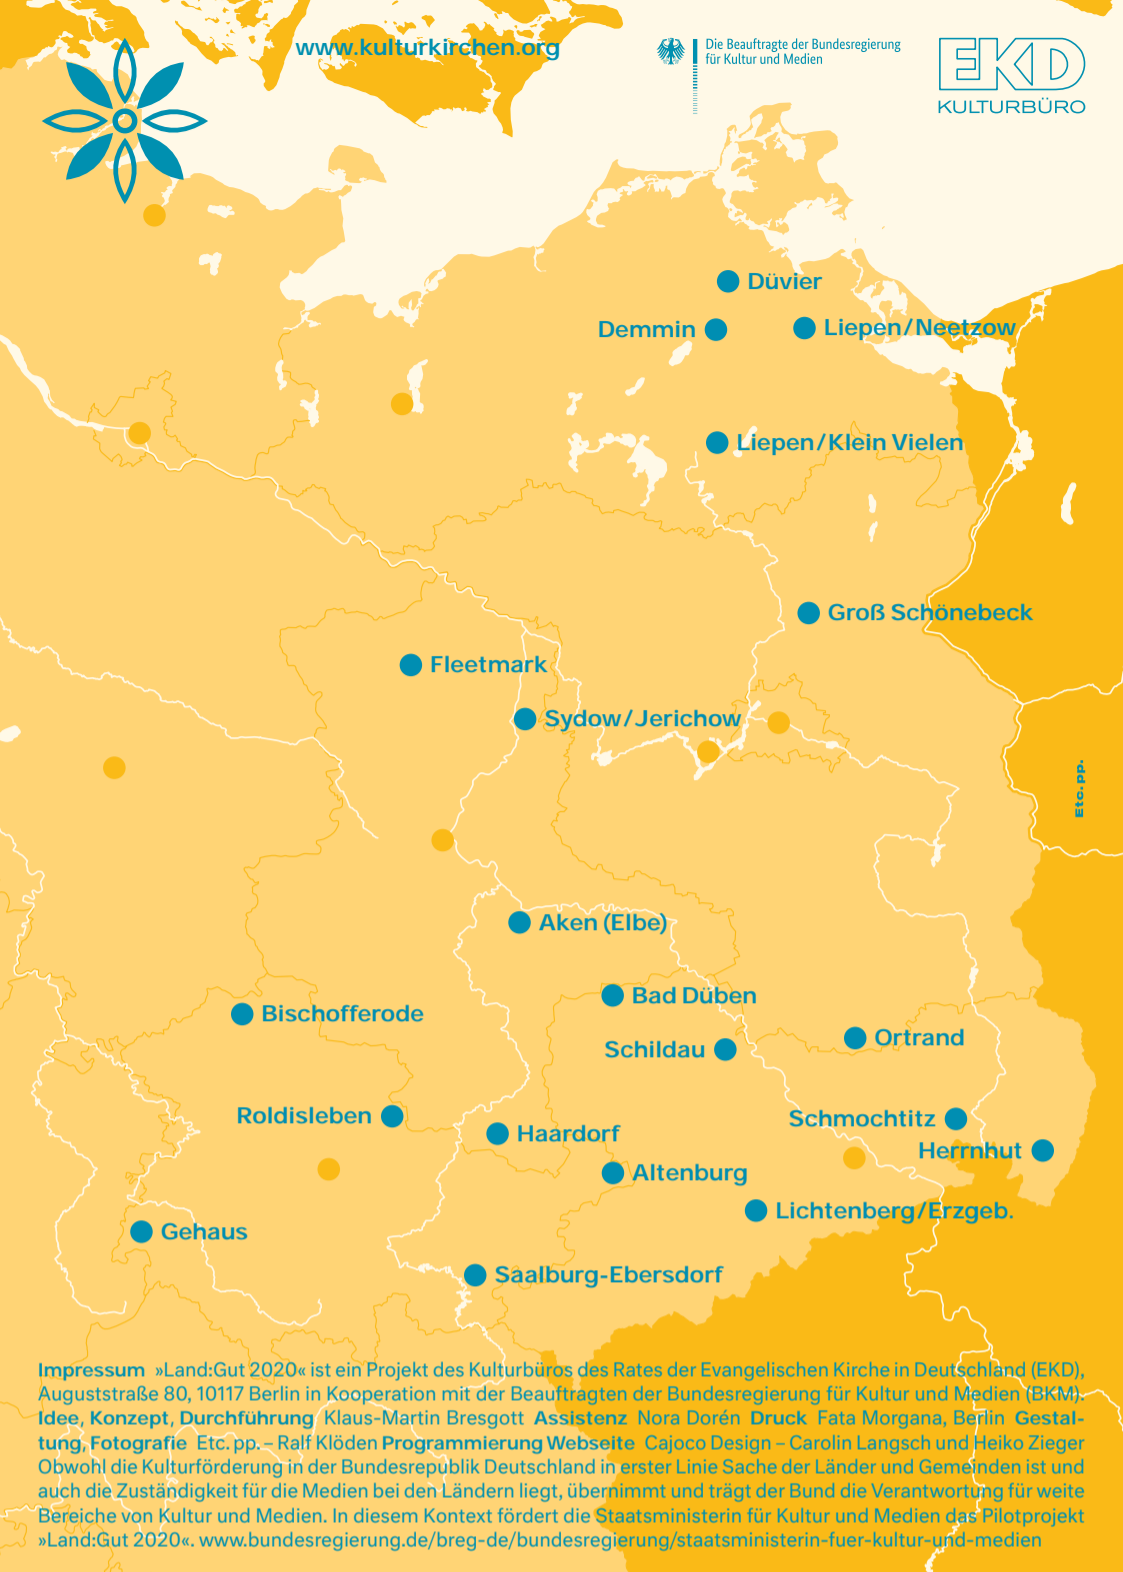 www.kulturkirchen.org
Die Beauftragte der Bundesregierung
für Kultur und Medien
EKD
KULTURBÜRO
Düvier
Demmin
Liepen/Neetzow
Liepen/Klein Vielen
Groß Schönebeck
Fleetmark
Sydow/Jerichow
Etc. pp.
Aken (Elbe)
Bad Düben
Bischofferode
Schildau
Ortrand
Roldisleben
Haardorf
Schmochtitz
Herrnhut
Altenburg
Lichtenberg/Erzgeb.
Gehaus
Saalburg-Ebersdorf
Impressum »Land:Gut 2020« ist ein Projekt des Kulturbüros des Rates der Evangelischen Kirche in Deutschland (EKD),
Auguststraße 80, 10117 Berlin in Kooperation mit der Beauftragten der Bundesregierung für Kultur und Medien (BKM).
Idee, Konzept, Durchführung Klaus-Martin Bresgott Assistenz Nora Dorén Druck Fata Morgana, Berlin Gestal-
tung, Fotografie Etc. pp. – Ralf Klöden Programmierung Webseite Cajoco Design – Carolin Langsch und Heiko Zieger
Obwohl die Kulturförderung in der Bundesrepublik Deutschland in erster Linie Sache der Länder und Gemeinden ist und
auch die Zuständigkeit für die Medien bei den Ländern liegt, übernimmt und trägt der Bund die Verantwortung für weite
Bereiche von Kultur und Medien. In diesem Kontext fördert die Staatsministerin für Kultur und Medien das Pilotprojekt
»Land:Gut 2020«. www.bundesregierung.de/breg-de/bundesregierung/staatsministerin-fuer-kultur-und-medien